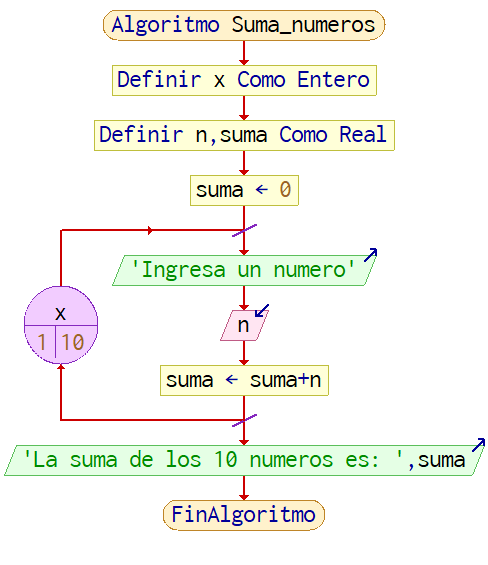 Algoritmo Suma_numeros
Definir x Como Entero
Definir n,suma Como Real
suma ← 0
'Ingresa un numero'
x
1 10
n
suma ← suma+n
'La suma de los 10 numeros es: ',suma
FinAlgoritmo